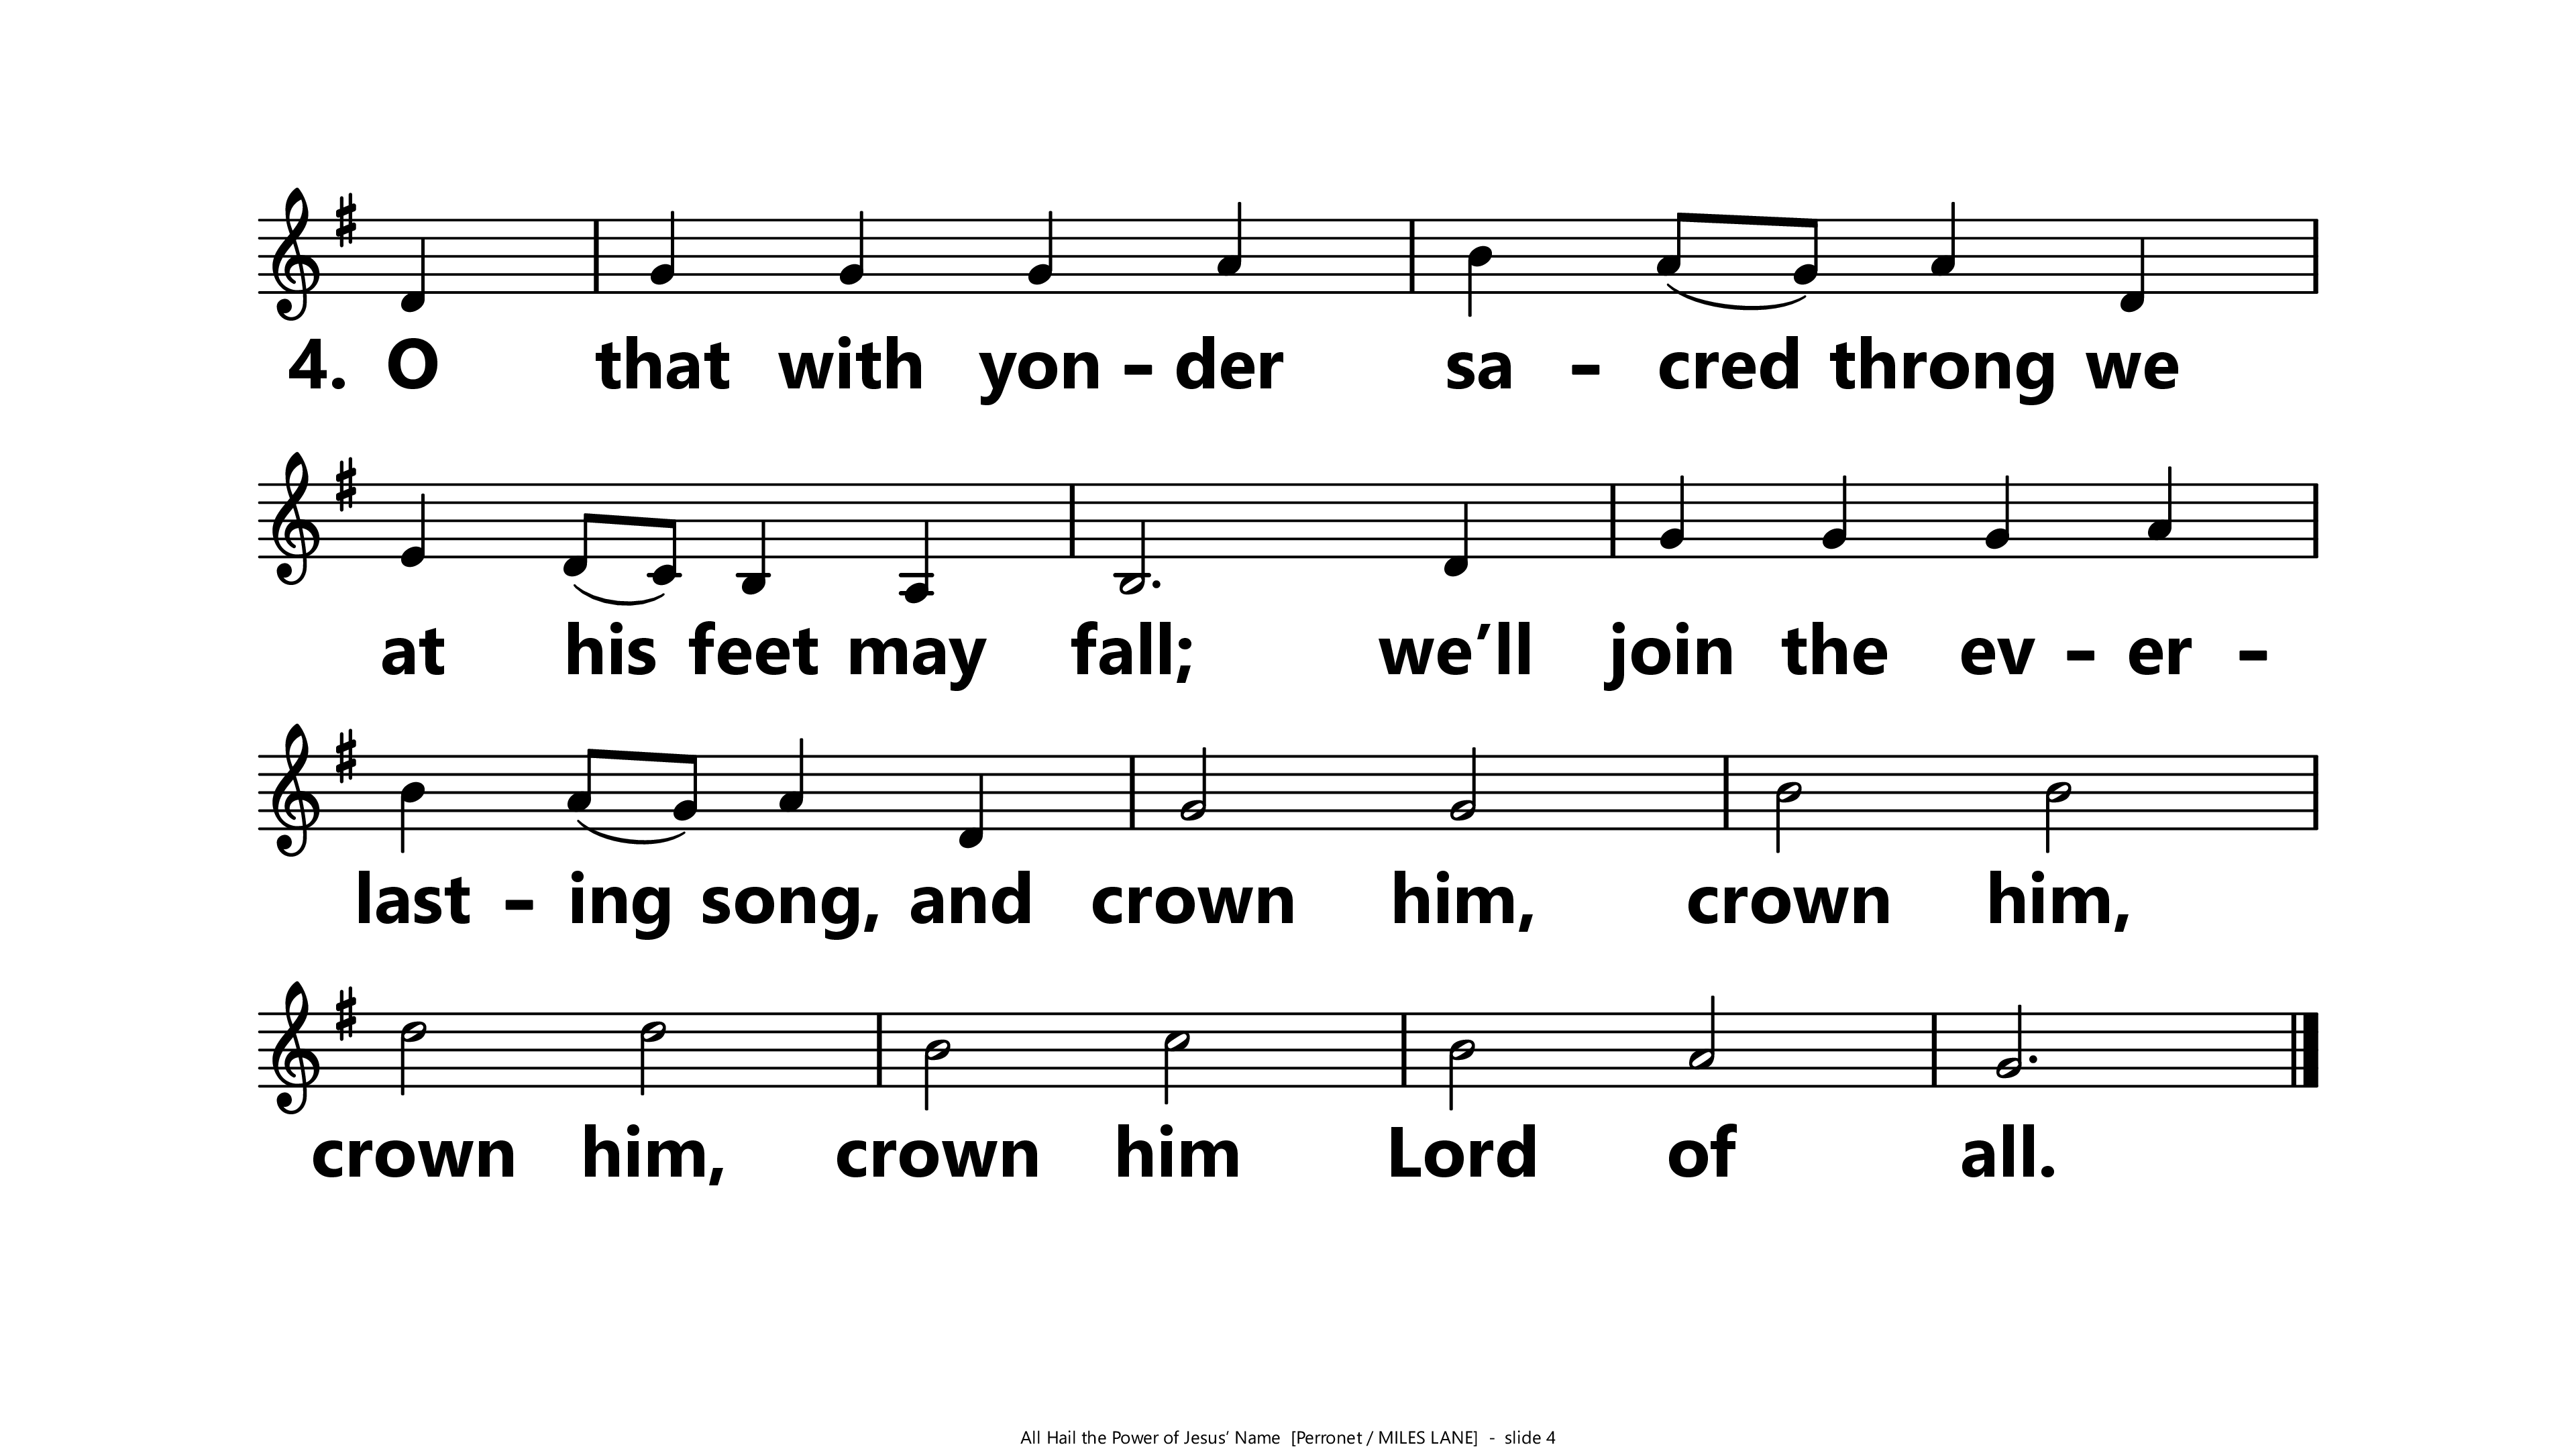 4. O that with yon - der sa - cred throng we
at his feet may fall; we’ll join the ev - er -
last - ing song, and crown him, crown him,
crown him, crown him Lord of all.
All Hail the Power of Jesus’ Name [Perronet / MILES LANE] - slide 4